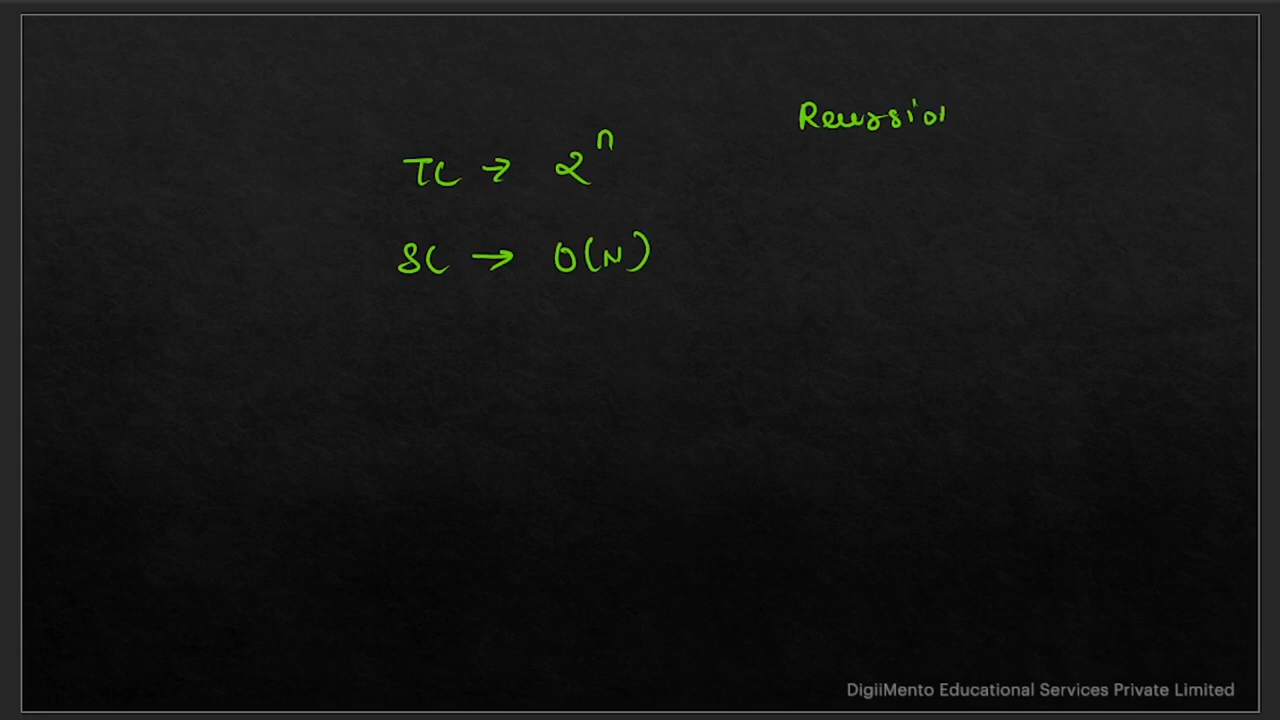 Recursion
TC → 2^n
SC → O(N)
DigiiMento Educational Services Private Limited